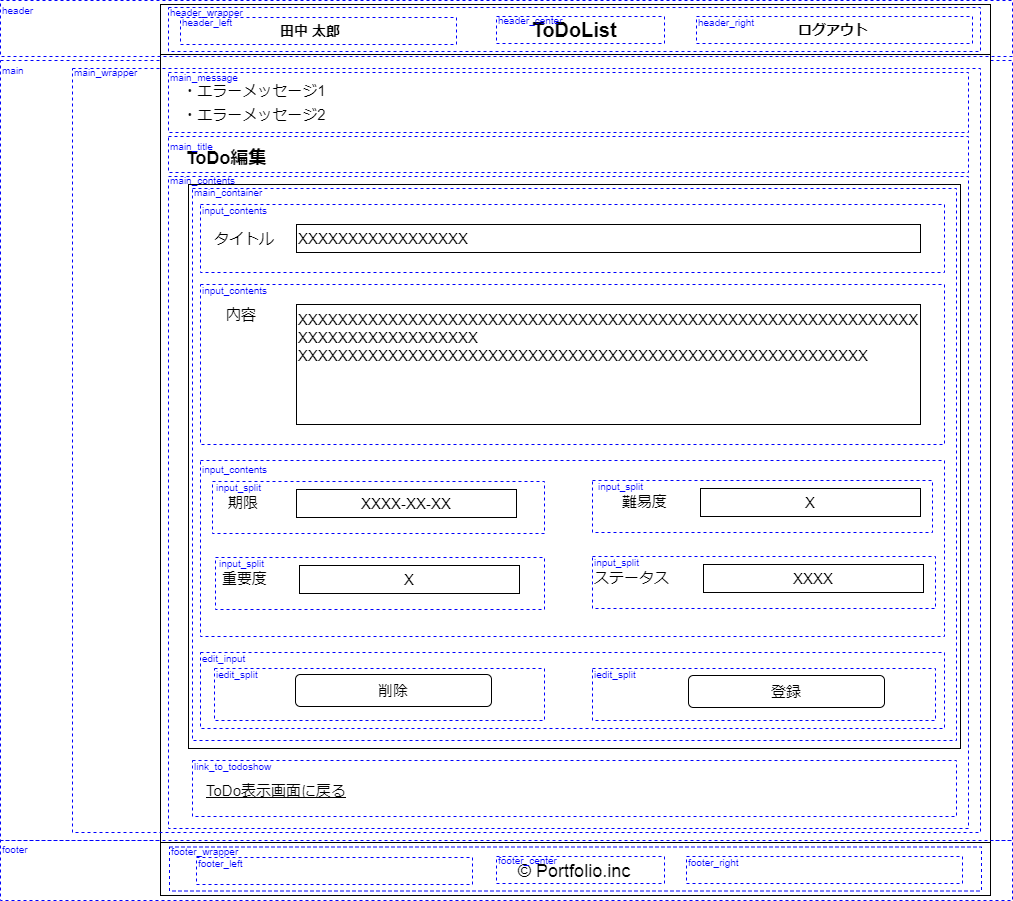 header
header_wrapper
header_left
田中 太郎
header_center
ToDoList
header_right
ログアウト
main
main_wrapper
main_message
・エラーメッセージ1
・エラーメッセージ2
main_title
ToDo編集
main_contents
main_container
input_contents
タイトル
XXXXXXXXXXXXXXXXX
input_contents
内容
XXXXXXXXXXXXXXXXXXXXXXXXXXXXXXXXXXXXXXXXXXXXXXXXXXXXXXXXXXXXXX
XXXXXXXXXXXXXXXXXX
XXXXXXXXXXXXXXXXXXXXXXXXXXXXXXXXXXXXXXXXXXXXXXXXXXXXXXXXX
input_contents
input_split
期限
XXXX-XX-XX
input_split
難易度
X
input_split
重要度
X
input_split
ステータス
XXXX
edit_input
iedit_split
削除
iedit_split
登録
link_to_todoshow
ToDo表示画面に戻る
footer
footer_wrapper
footer_left
footer_center
© Portfolio.inc
footer_right